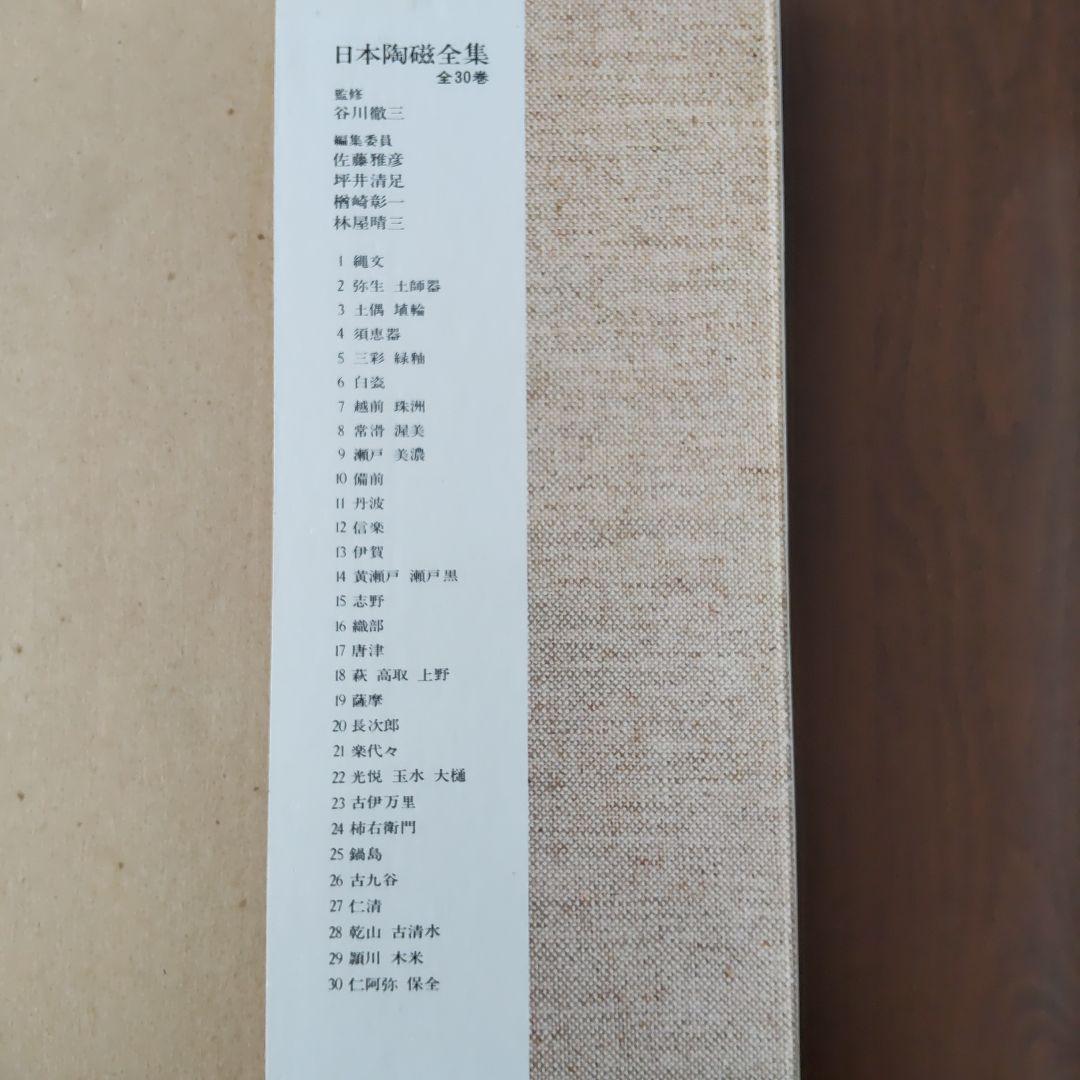 日本陶磁全集
全30巻
監修
谷川徹三
編集委員
佐藤雅彦
坪井清足
楢崎彰一
林屋晴三
1 縄文
2 弥生 土師器
3 土偶 埴輪
4 須恵器
5 三彩 緑釉
6 白瓷
7 越前 珠洲
8 常滑 渥美
9 瀬戸 美濃
10 備前
11 丹波
12 信楽
13 伊賀
14 黄瀬戸 瀬戸黒
15 志野
16 織部
17 唐津
18 萩 高取 上野
19 薩摩
20 長次郎
21 楽代々
22 光悦 玉水 大樋
23 古伊万里
24 柿右衛門
25 鍋島
26 古九谷
27 仁清
28 乾山 古清水
29 頴川 木米
30 仁阿弥 保全